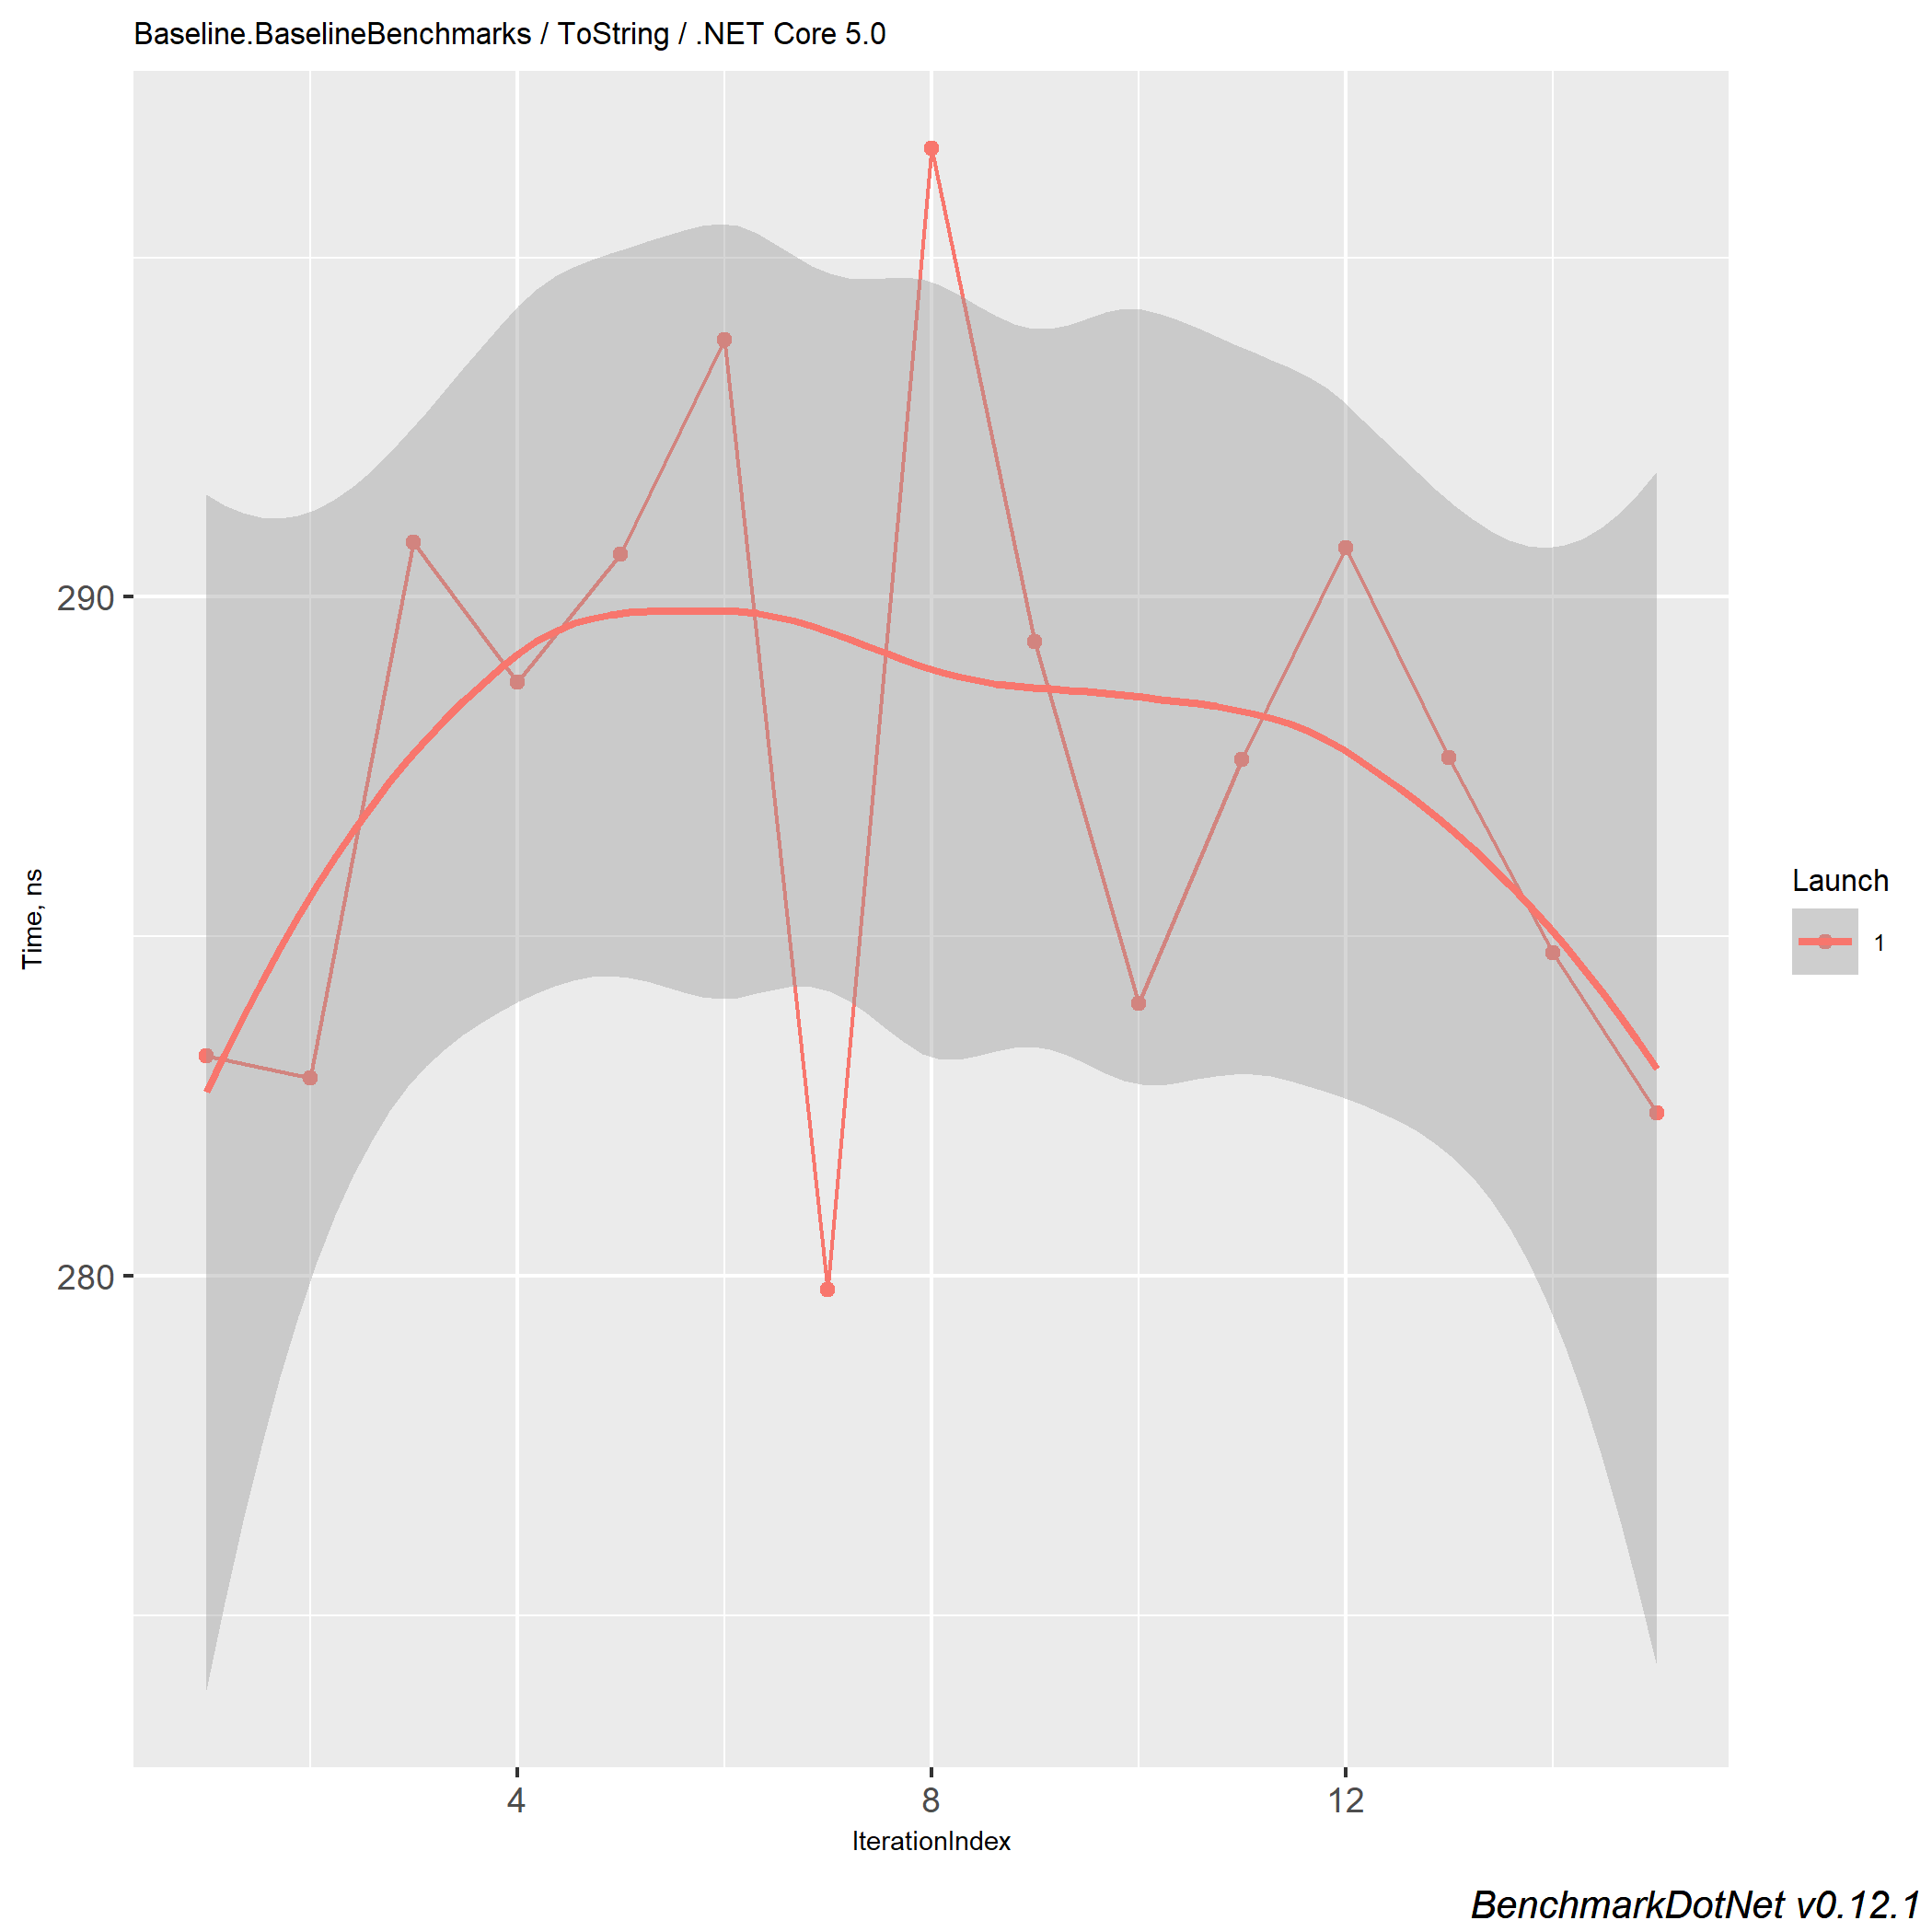 Baseline.BaselineBenchmarks / ToString / .NET Core 5.0
290
280
Time, ns
4
8
12
IterationIndex
Launch
1
BenchmarkDotNet v0.12.1